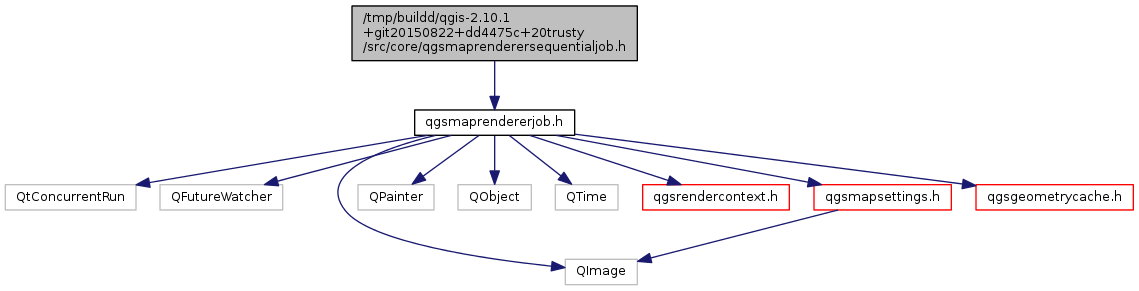 /tmp/buildd/qgis-2.10.1
+git20150822+dd4475c+20trusty
/src/core/qgsmaprenderersequentialjob.h
qgsmaprendererjob.h
QtConcurrentRun
QFutureWatcher
QPainter
QObject
QTime
qgsrendercontext.h
qgsmapsettings.h
qgsgeometrycache.h
QImage